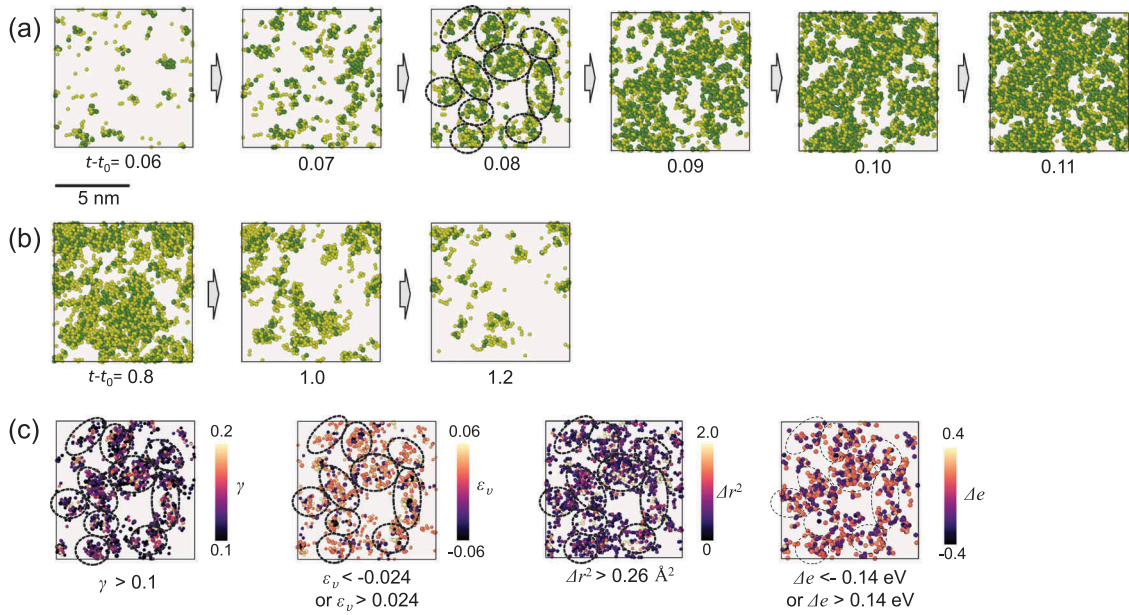 (a)
t-t₀= 0.06
0.07
0.08
0.09
0.10
0.11
5 nm
(b)
t-t₀= 0.8
1.0
1.2
(c)
0.2
γ
0.1
γ > 0.1
0.06
εᵥ
-0.06
εᵥ < -0.024
or εᵥ > 0.024
2.0
Δr²
0
Δr² > 0.26 Å²
0.4
Δe
-0.4
Δe <- 0.14 eV
or Δe > 0.14 eV